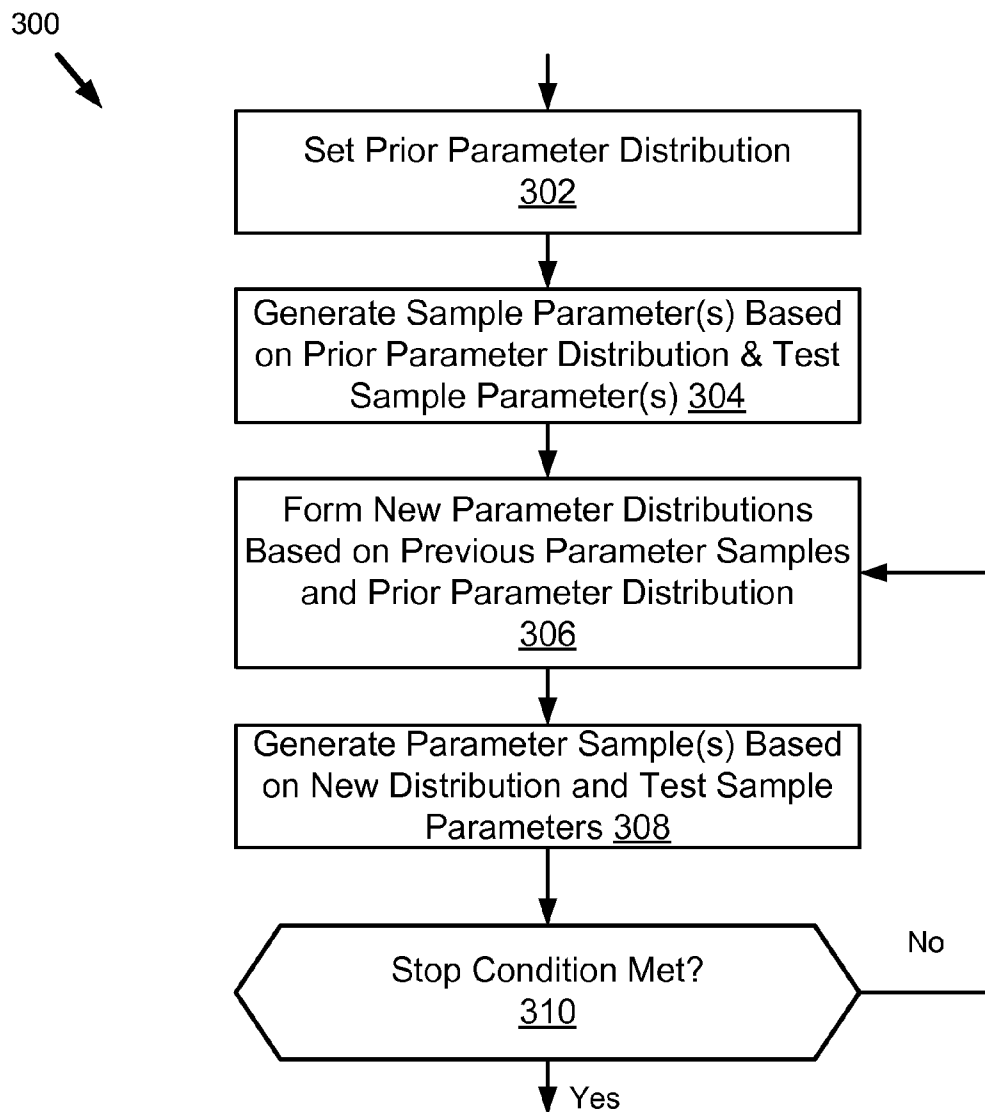 300
Set Prior Parameter Distribution
302
Generate Sample Parameter(s) Based
on Prior Parameter Distribution & Test
Sample Parameter(s) 304
Form New Parameter Distributions
Based on Previous Parameter Samples
and Prior Parameter Distribution
306
Generate Parameter Sample(s) Based
on New Distribution and Test Sample
Parameters 308
Stop Condition Met?
310
No
Yes